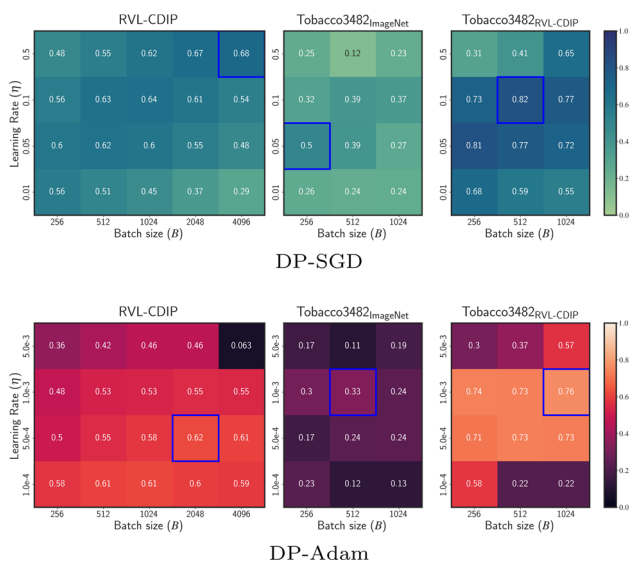 RVL-CDIP Tobacco3482ImageNet Tobacco3482RVL-CDIP
Learning Rate (η)
0.5 0.48 0.55 0.62 0.67 0.68 0.25 0.12 0.23 0.31 0.41 0.65
0.1 0.56 0.63 0.64 0.61 0.54 0.32 0.39 0.37 0.73 0.82 0.77
0.05 0.6 0.62 0.6 0.55 0.48 0.5 0.39 0.27 0.81 0.77 0.72
0.01 0.56 0.51 0.45 0.37 0.29 0.26 0.24 0.24 0.68 0.59 0.55
256 512 1024 2048 4096 256 512 1024 256 512 1024
Batch size (B) Batch size (B) Batch size (B)
1.0
0.8
0.6
0.4
0.2
0.0
DP-SGD
RVL-CDIP Tobacco3482ImageNet Tobacco3482RVL-CDIP
Learning Rate (η)
5.0e-3 0.36 0.42 0.46 0.46 0.063 0.17 0.11 0.19 0.3 0.37 0.57
1.0e-3 0.48 0.53 0.53 0.55 0.55 0.3 0.33 0.24 0.74 0.73 0.76
5.0e-4 0.5 0.55 0.58 0.62 0.61 0.17 0.24 0.24 0.71 0.73 0.73
1.0e-4 0.58 0.61 0.61 0.6 0.59 0.23 0.12 0.13 0.58 0.22 0.22
256 512 1024 2048 4096 256 512 1024 256 512 1024
Batch size (B) Batch size (B) Batch size (B)
1.0
0.8
0.6
0.4
0.2
0.0
DP-Adam